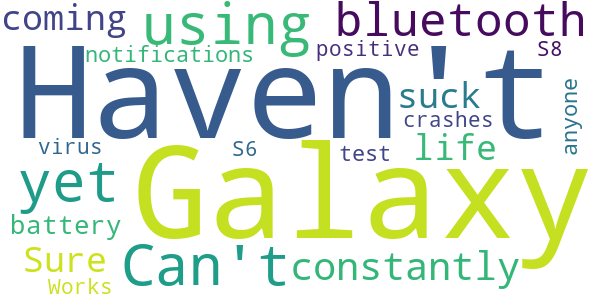 coming using bluetooth
notifications positive S8
Haven't
suck anyone
crashes
virus S6 test life
yet Galaxy
battery
Sure Can't constantly
Works